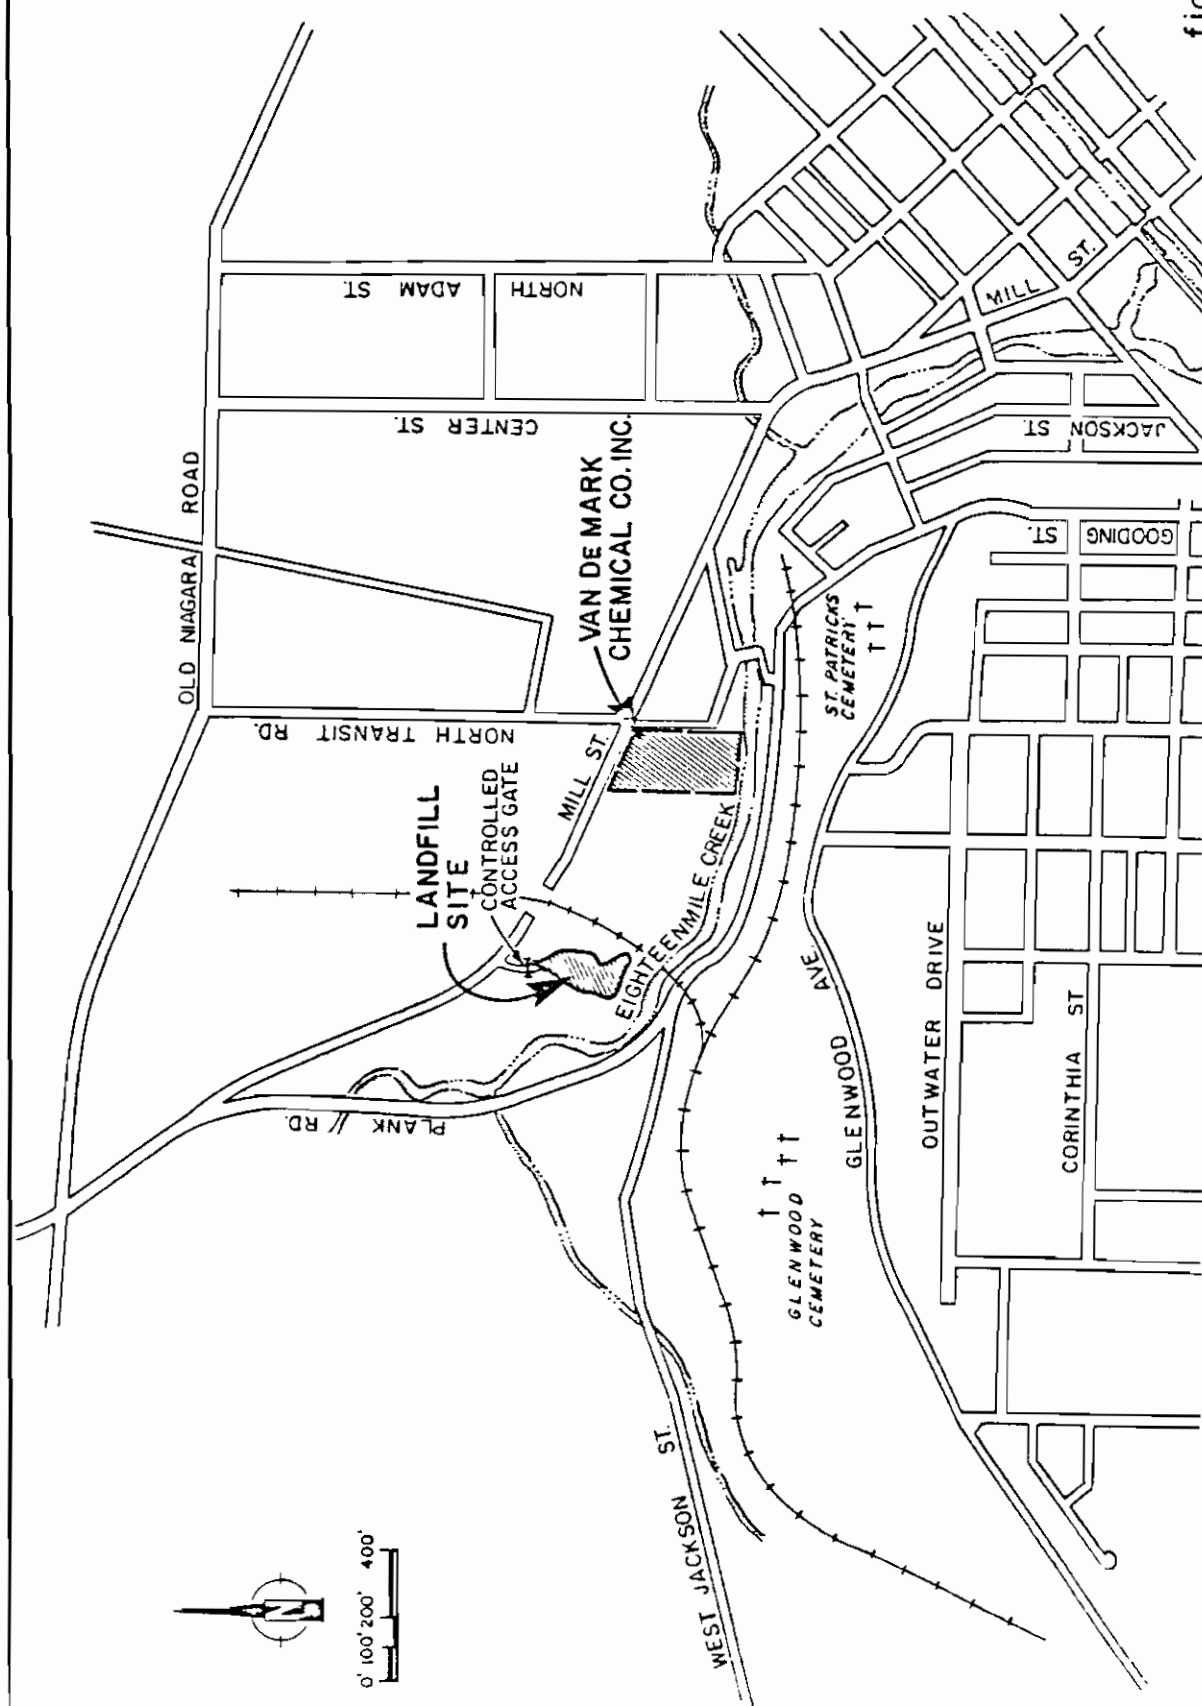 fig
OLD NIAGARA ROAD
NORTH ADAM ST.
CENTER ST.
NORTH TRANSIT RD.
VAN DE MARK
CHEMICAL CO. INC.
MILL ST.
LANDFILL
SITE
CONTROLLED
ACCESS GATE
EIGHTEENMILE CREEK
PLANK RD.
MILL ST.
JACKSON ST.
GOODING ST.
ST. PATRICKS
CEMETERY
GLENWOOD AVE.
OUTWATER DRIVE
CORINTHIA ST
GLENWOOD
CEMETERY
WEST JACKSON ST.
N
0' 100' 200' 400'